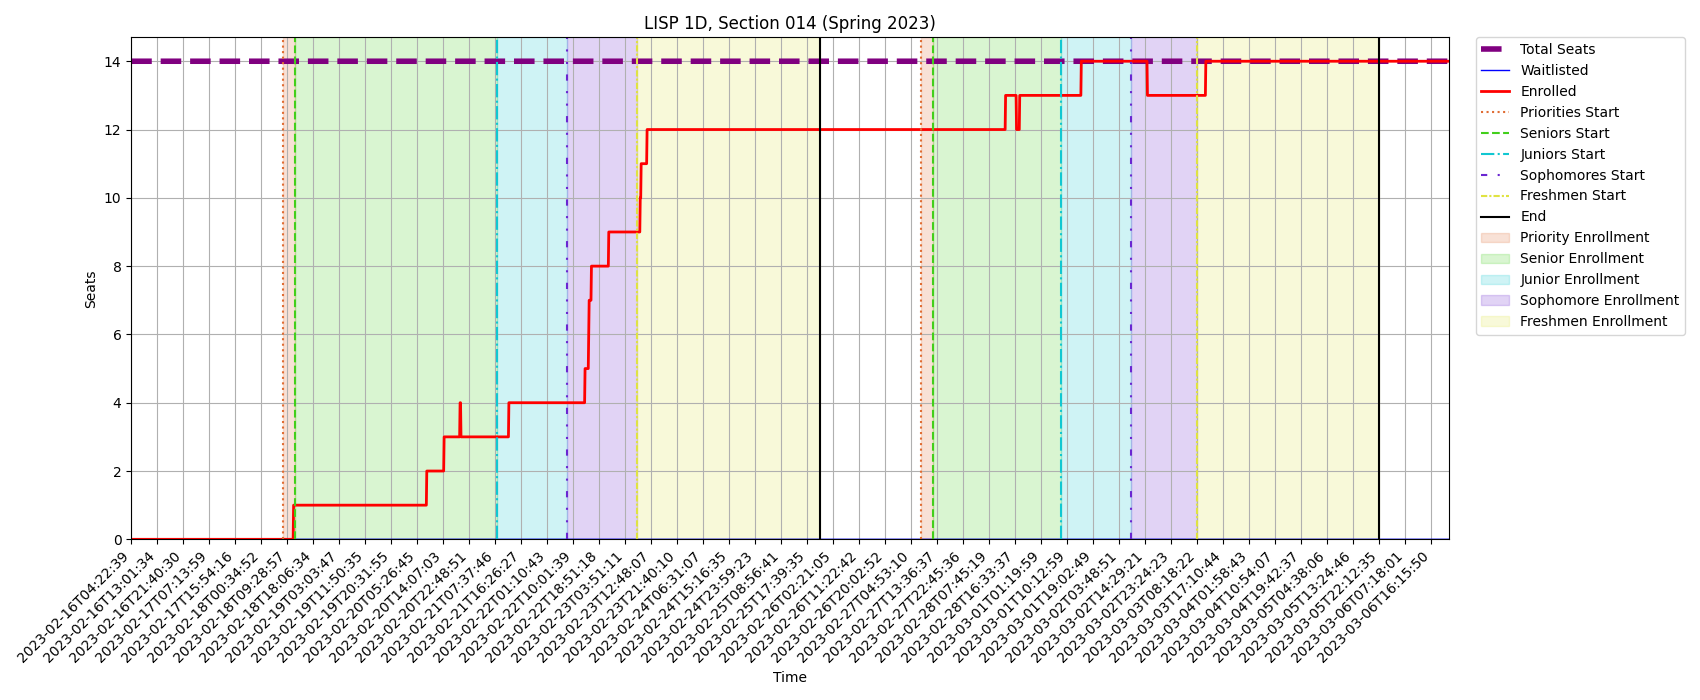 LISP 1D, Section 014 (Spring 2023)
Seats
14
12
10
8
6
4
2
0
2023-02-16T04:22:39
2023-02-16T13:01:34
2023-02-16T21:40:30
2023-02-17T07:13:59
2023-02-17T15:54:16
2023-02-18T00:34:52
2023-02-18T09:28:57
2023-02-18T18:06:34
2023-02-19T03:03:47
2023-02-19T11:50:35
2023-02-19T20:31:55
2023-02-20T05:26:45
2023-02-20T14:07:03
2023-02-20T22:48:51
2023-02-21T07:37:46
2023-02-21T16:26:27
2023-02-22T01:10:43
2023-02-22T10:01:39
2023-02-22T18:51:18
2023-02-23T03:51:11
2023-02-23T12:48:07
2023-02-23T21:40:10
2023-02-24T06:31:07
2023-02-24T15:16:35
2023-02-24T23:59:23
2023-02-25T08:56:41
2023-02-25T17:39:35
2023-02-26T02:21:05
2023-02-26T11:22:42
2023-02-26T20:02:52
2023-02-27T04:53:10
2023-02-27T13:36:37
2023-02-27T22:45:36
2023-02-28T07:45:19
2023-02-28T16:33:37
2023-03-01T01:19:59
2023-03-01T10:12:59
2023-03-01T19:02:49
2023-03-02T03:48:51
2023-03-02T14:29:21
2023-03-02T23:24:23
2023-03-03T08:18:22
2023-03-03T17:10:44
2023-03-04T01:58:43
2023-03-04T10:54:07
2023-03-04T19:42:37
2023-03-05T04:38:06
2023-03-05T13:24:46
2023-03-05T22:12:35
2023-03-06T07:18:01
2023-03-06T16:15:50
Time
Total Seats
Waitlisted
Enrolled
Priorities Start
Seniors Start
Juniors Start
Sophomores Start
Freshmen Start
End
Priority Enrollment
Senior Enrollment
Junior Enrollment
Sophomore Enrollment
Freshmen Enrollment